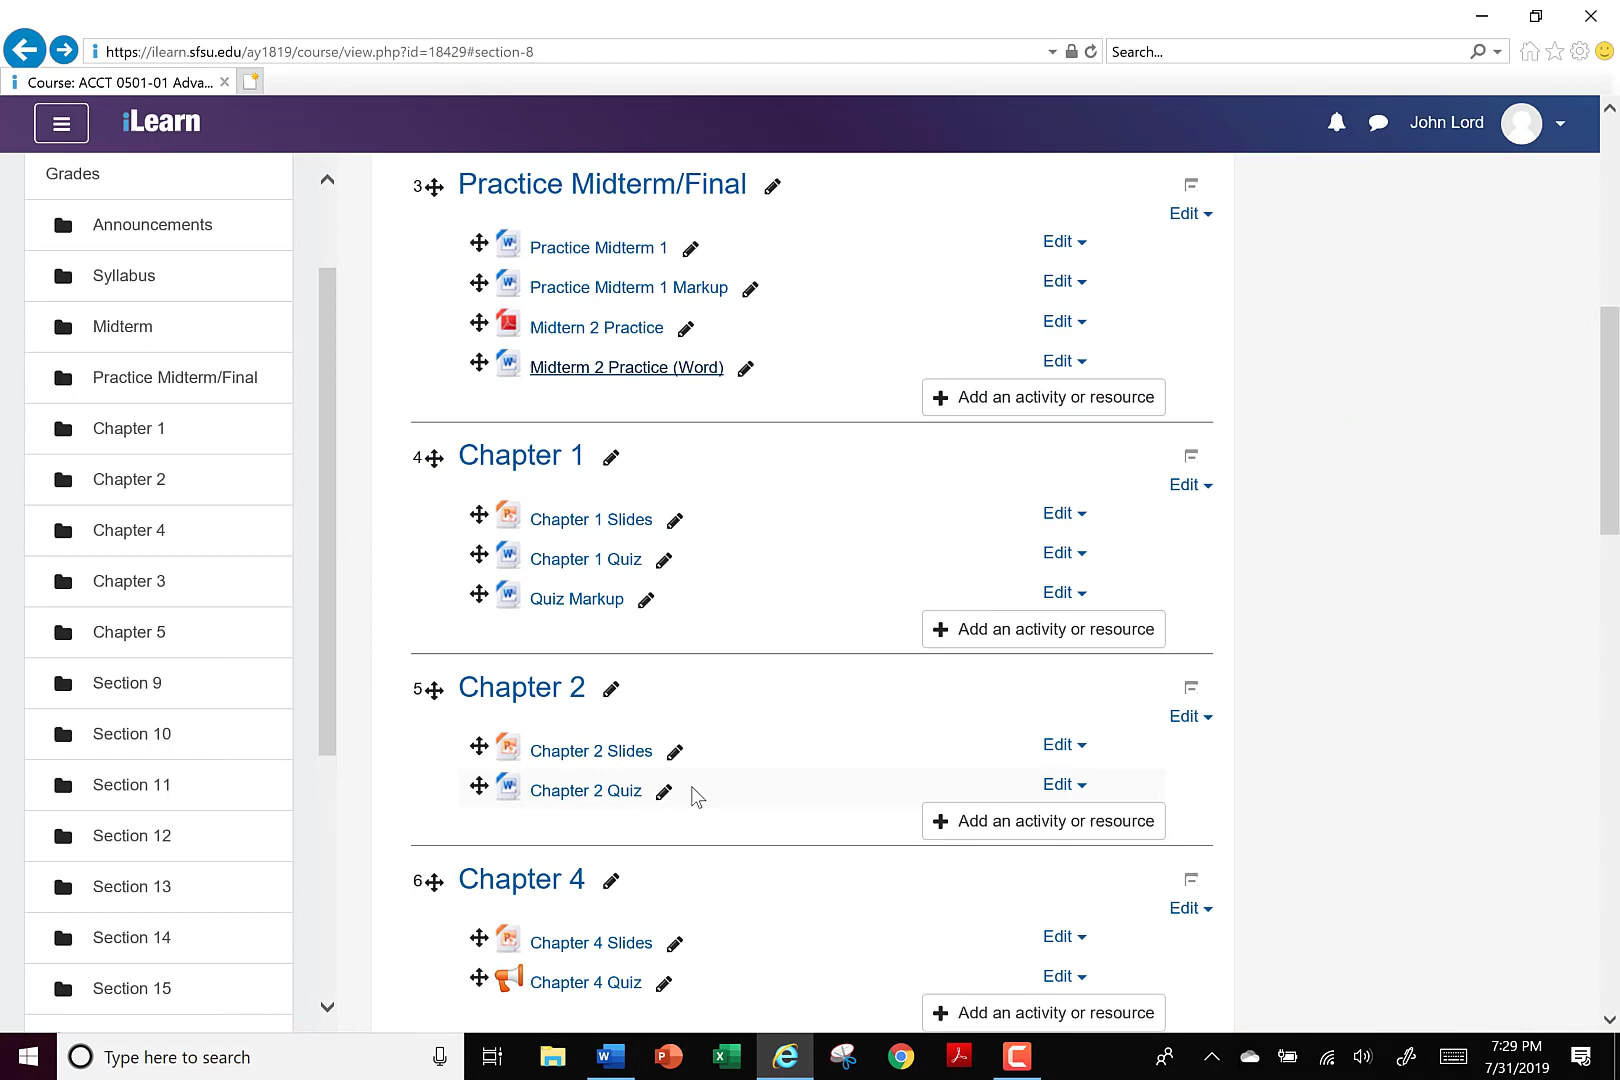 https://ilearn.sfsu.edu/ay1819/course/view.php?id=18429#section-8
Search...
Course: ACCT 0501-01 Adva...
iLearn
John Lord
Grades
Announcements
Syllabus
Midterm
Practice Midterm/Final
Chapter 1
Chapter 2
Chapter 4
Chapter 3
Chapter 5
Section 9
Section 10
Section 11
Section 12
Section 13
Section 14
Section 15
3 Practice Midterm/Final
Edit
Practice Midterm 1 Edit
Practice Midterm 1 Markup Edit
Midtern 2 Practice Edit
Midterm 2 Practice (Word) Edit
Add an activity or resource
4 Chapter 1
Edit
Chapter 1 Slides Edit
Chapter 1 Quiz Edit
Quiz Markup Edit
Add an activity or resource
5 Chapter 2
Edit
Chapter 2 Slides Edit
Chapter 2 Quiz Edit
Add an activity or resource
6 Chapter 4
Edit
Chapter 4 Slides Edit
Chapter 4 Quiz Edit
Add an activity or resource
Type here to search
7:29 PM
7/31/2019